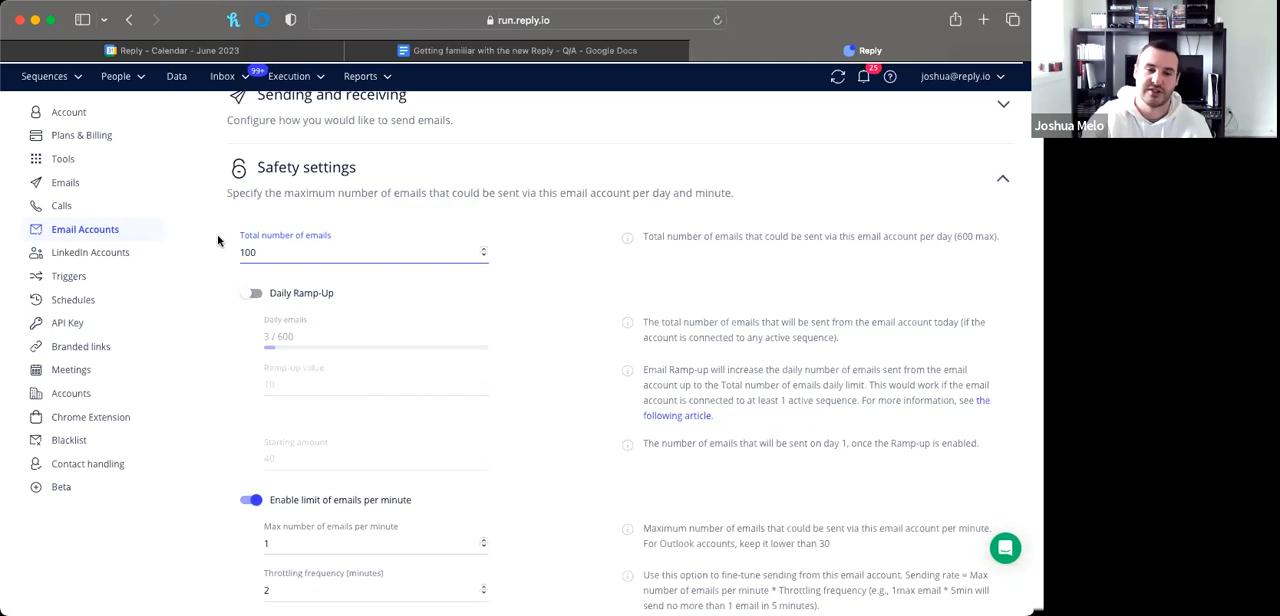 run.reply.io
Reply - Calendar - June 2023
Getting familiar with the new Reply - Q/A - Google Docs
Reply
Sequences
People
Data
Inbox
99+
Execution
Reports
25
joshua@reply.io
Joshua Melo
Account
Plans & Billing
Tools
Emails
Calls
Email Accounts
LinkedIn Accounts
Triggers
Schedules
API Key
Branded links
Meetings
Accounts
Chrome Extension
Blacklist
Contact handling
Beta
Sending and receiving
Configure how you would like to send emails.
Safety settings
Specify the maximum number of emails that could be sent via this email account per day and minute.
Total number of emails
100
Total number of emails that could be sent via this email account per day (600 max).
Daily Ramp-Up
Daily emails
3 / 600
The total number of emails that will be sent from the email account today (if the
account is connected to any active sequence).
Ramp-up value
10
Email Ramp-up will increase the daily number of emails sent from the email
account up to the Total number of emails daily limit. This would work if the email
account is connected to at least 1 active sequence. For more information, see the
following article.
Starting amount
40
The number of emails that will be sent on day 1, once the Ramp-up is enabled.
Enable limit of emails per minute
Max number of emails per minute
1
Maximum number of emails that could be sent via this email account per minute.
For Outlook accounts, keep it lower than 30
Throttling frequency (minutes)
2
Use this option to fine-tune sending from this email account. Sending rate = Max
number of emails per minute * Throttling frequency (e.g., 1max email * 5min will
send no more than 1 email in 5 minutes).